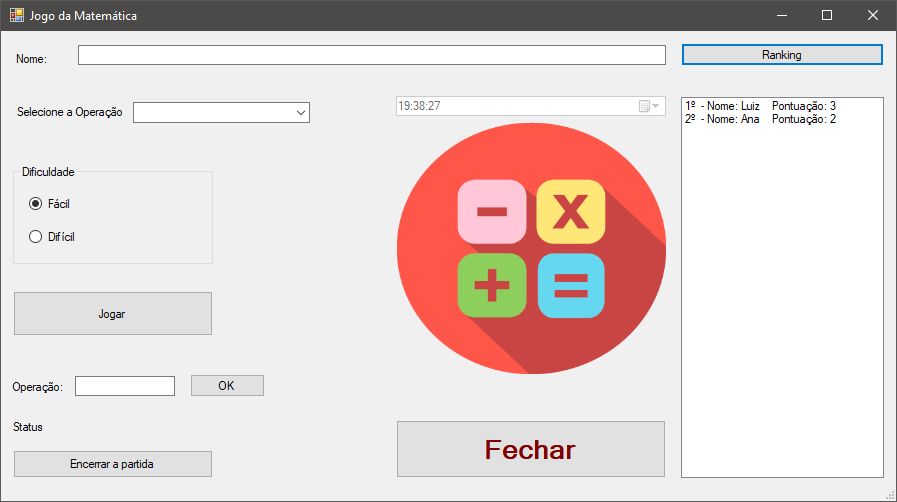 Jogo da Matemática
Nome:
Ranking
Selecione a Operação
19:38:27
1º - Nome: Luiz Pontuação: 3
2º - Nome: Ana Pontuação: 2
Dificuldade
Fácil
Difícil
- x
+ =
Jogar
Operação:
OK
Status
Encerrar a partida
Fechar